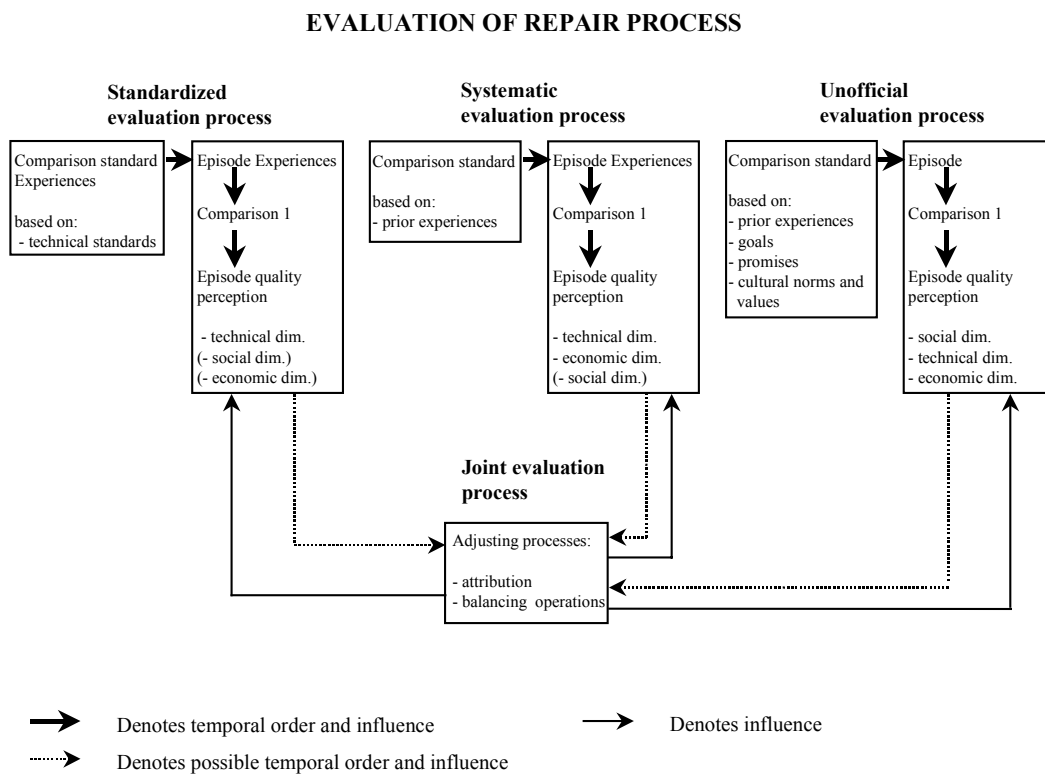 EVALUATION OF REPAIR PROCESS
Standardized
evaluation process
Comparison standard
Experiences
based on:
- technical standards
Episode Experiences
Comparison 1
Episode quality
perception
- technical dim.
(- social dim.)
(- economic dim.)
Systematic
evaluation process
Comparison standard
based on:
- prior experiences
Episode Experiences
Comparison 1
Episode quality
perception
- technical dim.
- economic dim.
(- social dim.)
Unofficial
evaluation process
Comparison standard
based on:
- prior experiences
- goals
- promises
- cultural norms and
values
Episode
Comparison 1
Episode quality
perception
- social dim.
- technical dim.
- economic dim.
Joint evaluation
process
Adjusting processes:
- attribution
- balancing operations
Denotes temporal order and influence
Denotes influence
Denotes possible temporal order and influence